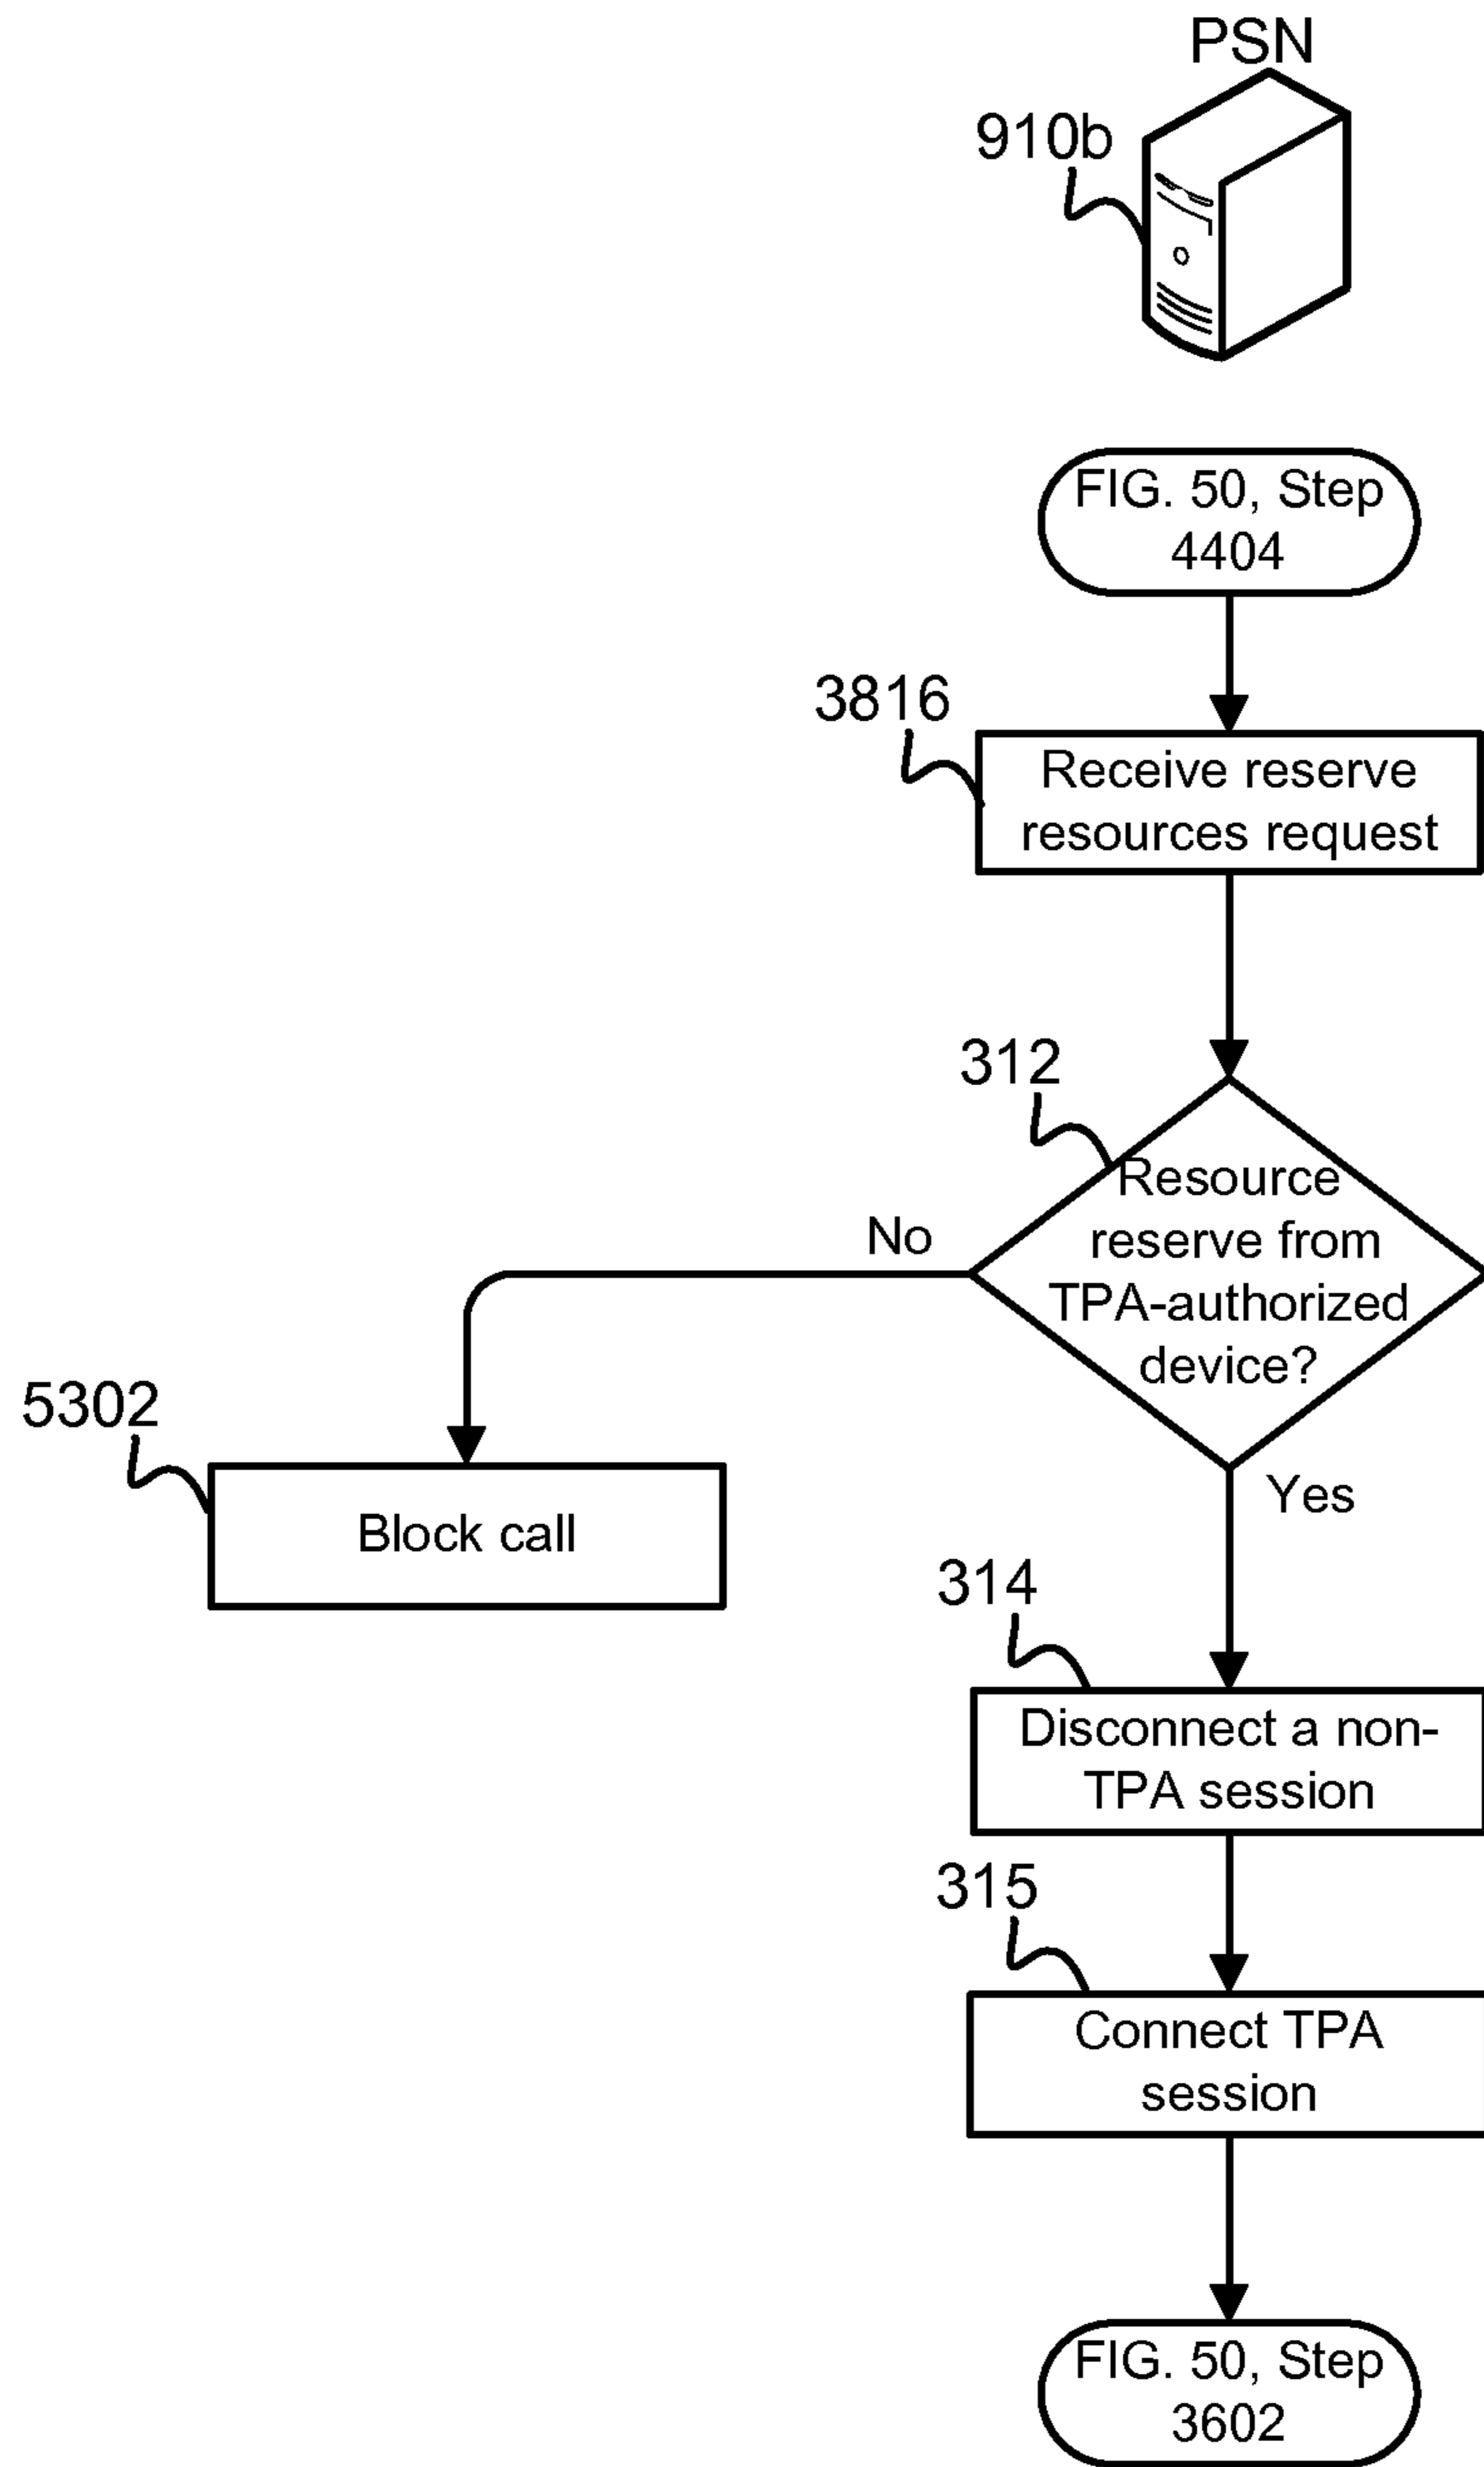 PSN
910b
FIG. 50, Step
4404
3816
Receive reserve
resources request
312
Resource
reserve from
TPA-authorized
device?
No
5302
Block call
Yes
314
Disconnect a non-
TPA session
315
Connect TPA
session
FIG. 50, Step
3602